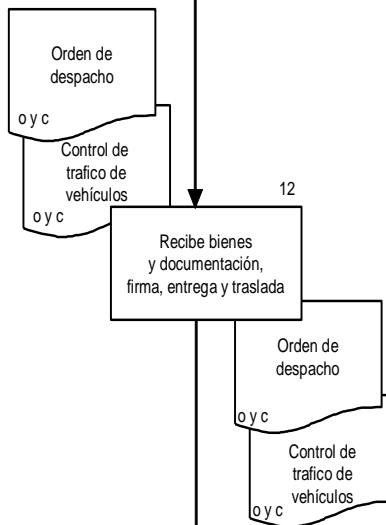 Orden de
despacho
o y c
Control de
trafico de
vehículos
o y c
12
Recibe bienes
y documentación,
firma, entrega y traslada
Orden de
despacho
o y c
Control de
trafico de
vehículos
o y c